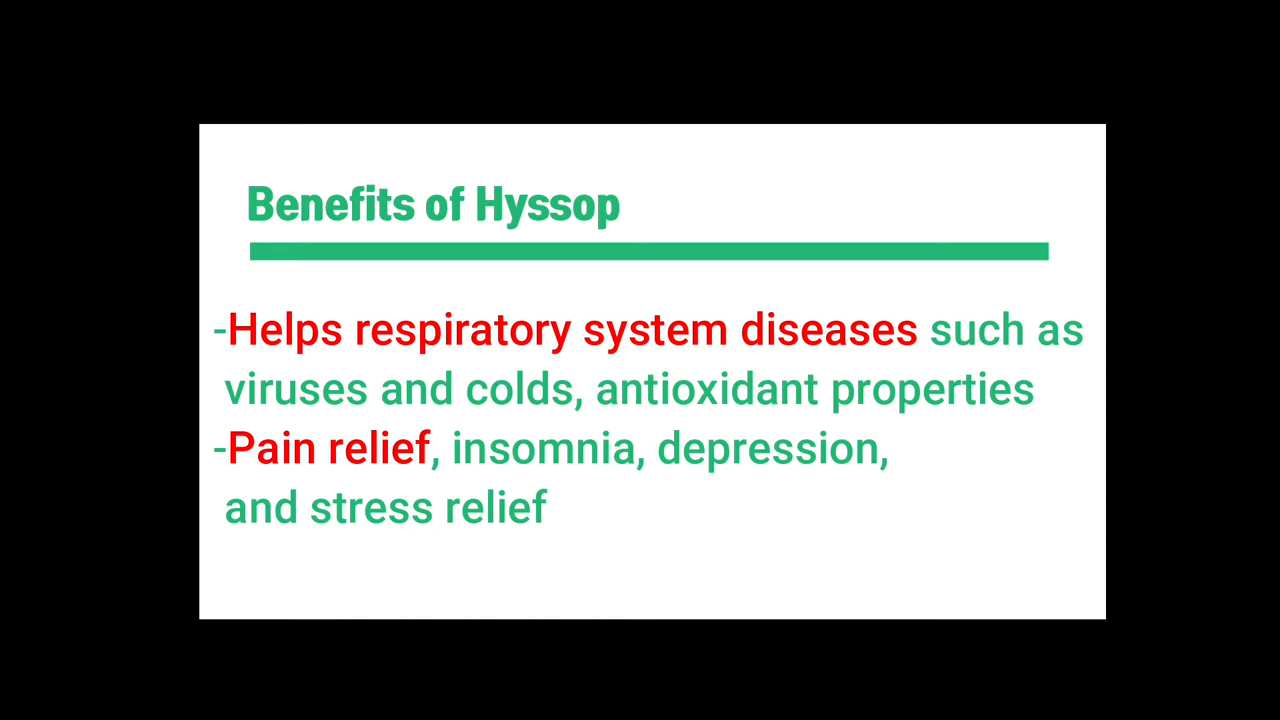 Benefits of Hyssop
-Helps respiratory system diseases such as
viruses and colds, antioxidant properties
-Pain relief, insomnia, depression,
and stress relief